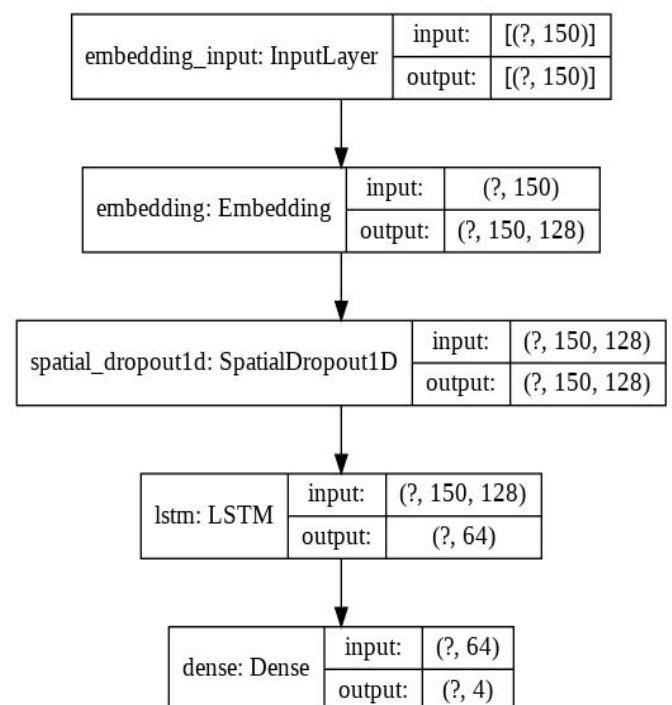 embedding_input: InputLayer
input: [(?, 150)]
output: [(?, 150)]
embedding: Embedding
input: (?, 150)
output: (?, 150, 128)
spatial_dropout1d: SpatialDropout1D
input: (?, 150, 128)
output: (?, 150, 128)
lstm: LSTM
input: (?, 150, 128)
output: (?, 64)
dense: Dense
input: (?, 64)
output: (?, 4)